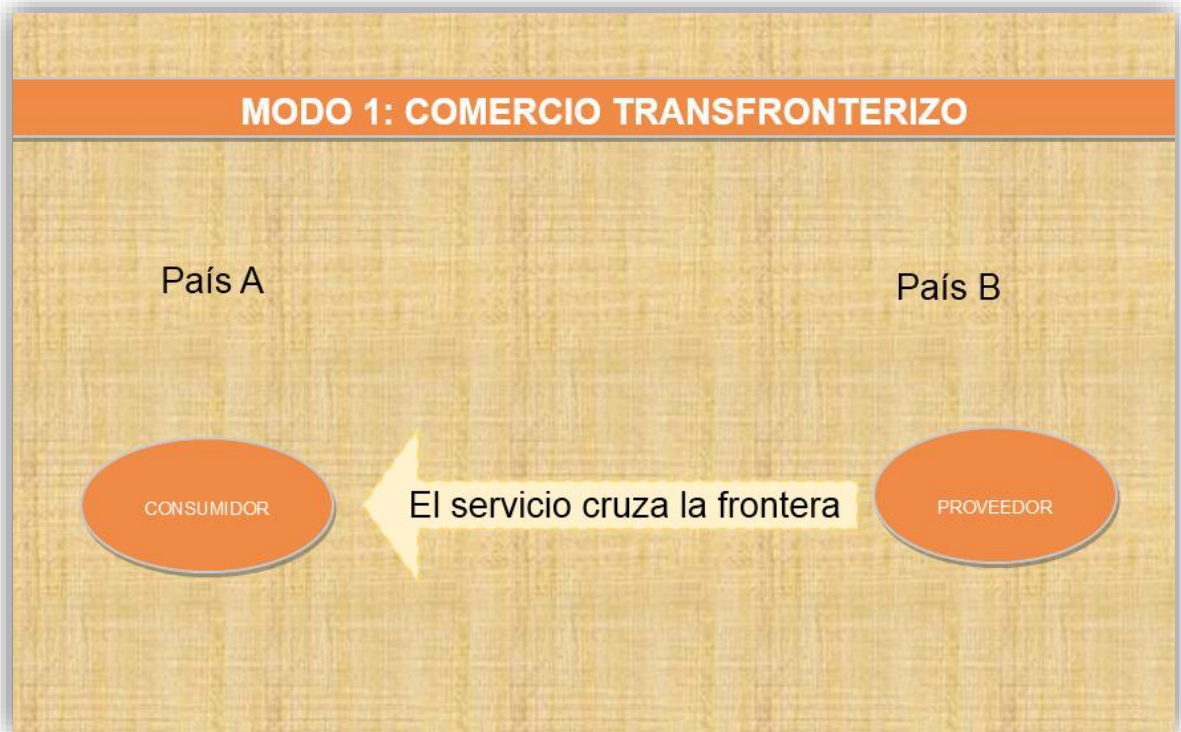 MODO 1: COMERCIO TRANSFRONTERIZO
País A
País B
CONSUMIDOR
El servicio cruza la frontera
PROVEEDOR